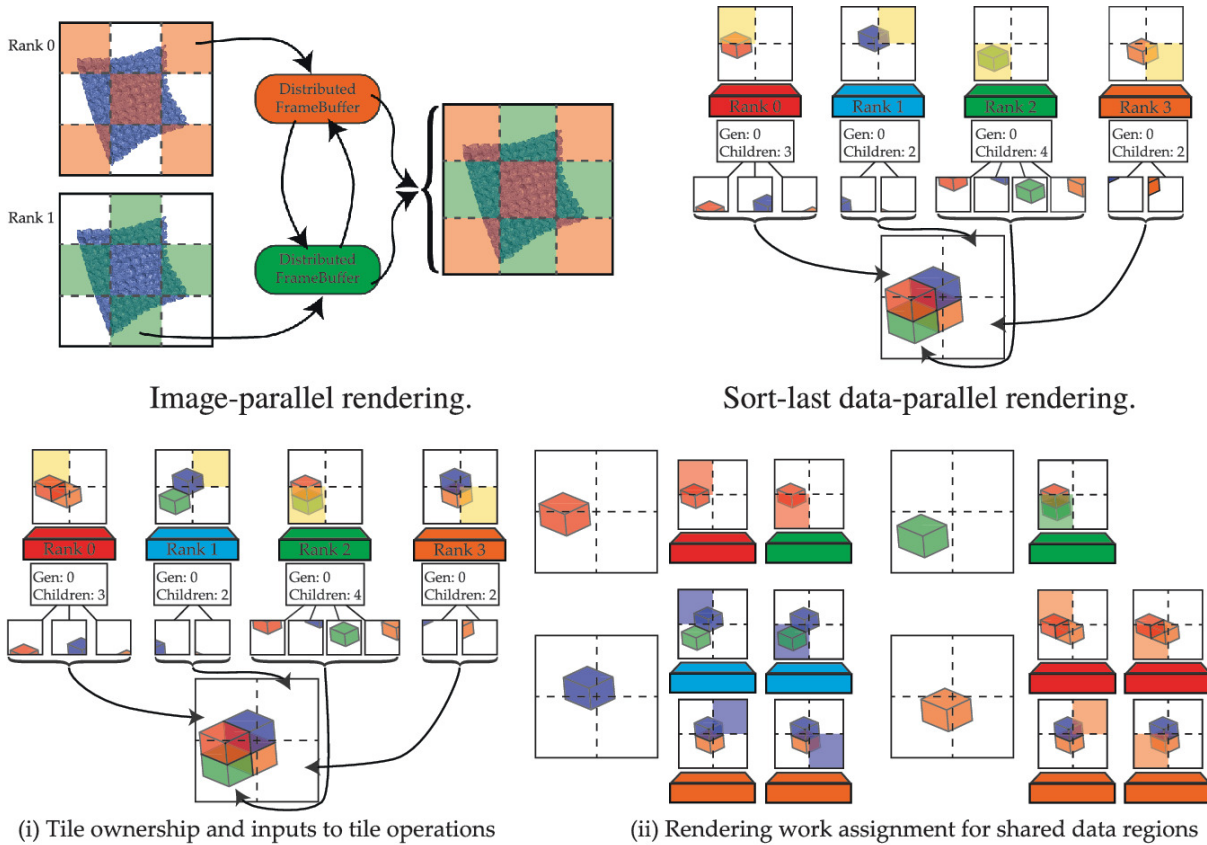 Rank 0
Distributed
FrameBuffer
Rank 1
Distributed
FrameBuffer
Image-parallel rendering.
Rank 0
Rank 1
Rank 2
Rank 3
Gen: 0
Children: 3
Gen: 0
Children: 2
Gen: 0
Children: 4
Gen: 0
Children: 2
Sort-last data-parallel rendering.
Rank 0
Rank 1
Rank 2
Rank 3
Gen: 0
Children: 3
Gen: 0
Children: 2
Gen: 0
Children: 4
Gen: 0
Children: 2
(i) Tile ownership and inputs to tile operations
(ii) Rendering work assignment for shared data regions